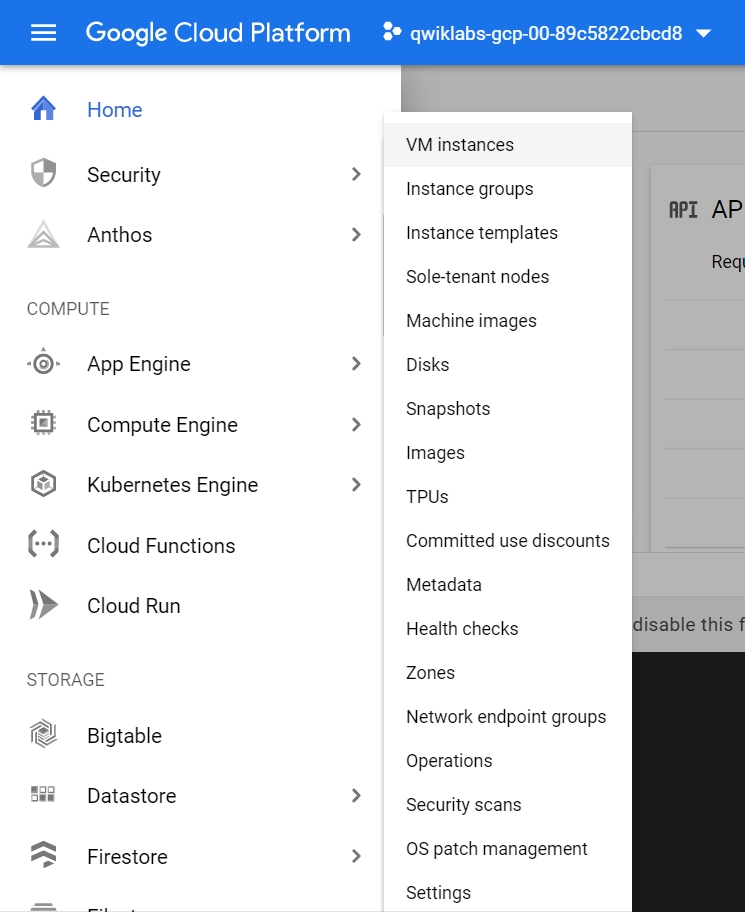 Google Cloud Platform
qwiklabs-gcp-00-89c5822cbcd8
Home
Security
Anthos
COMPUTE
App Engine
Compute Engine
Kubernetes Engine
Cloud Functions
Cloud Run
STORAGE
Bigtable
Datastore
Firestore
VM instances
Instance groups
Instance templates
Sole-tenant nodes
Machine images
Disks
Snapshots
Images
TPUs
Committed use discounts
Metadata
Health checks
Zones
Network endpoint groups
Operations
Security scans
OS patch management
Settings
API AP
Requ
disable this f